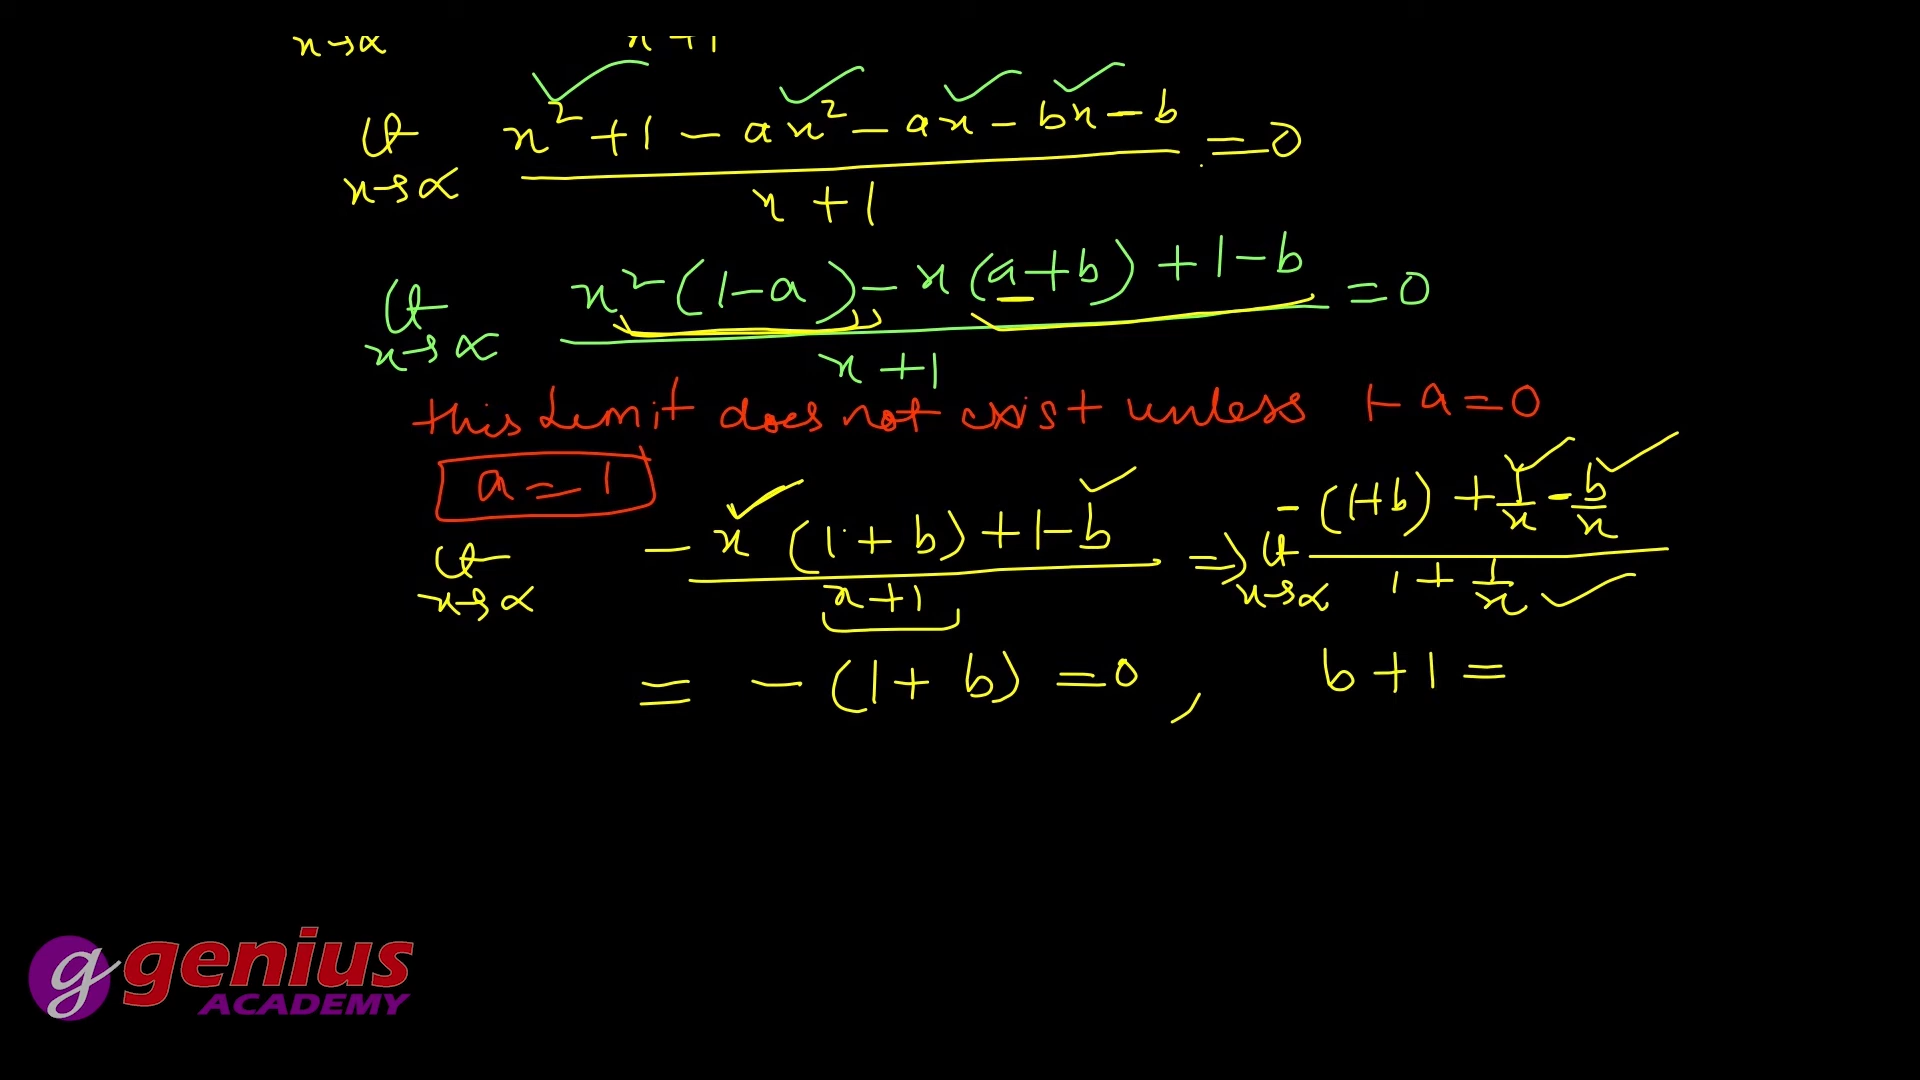 x→∝ x+1
lt x→∝ (x²+1-ax²-ax-bx-b)/(x+1) = 0
lt x→∝ (x²(1-a)-x(a+b)+1-b)/(x+1) = 0
this Limit does not exist unless 1-a=0
a=1
lt x→∝ (-x(1+b)+1-b)/(x+1) ⇒ lt x→∝ (-(1+b)+1/x-b/x)/(1+1/x)
= -(1+b)=0, b+1=
g genius
ACADEMY